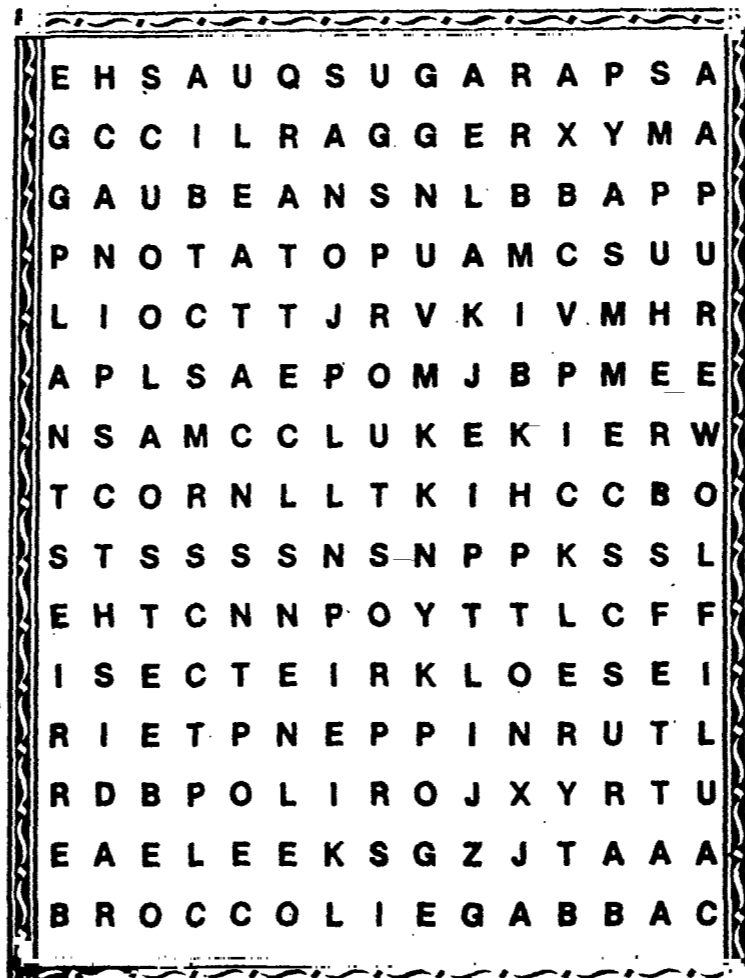 E H S A U Q S U G A R A P S A
G C C I L R A G G E R X Y M A
G A U B E A N S N L B B A P P
P N O T A T O P U A M C S U U
L I O C T T J R V K I V M H R
A P L S A E P O M J B P M E E
N S A M C C L U K E K I E R W
T C O R N L L T K I H C C B O
S T S S S S N S N P P K S S L
E H T C N N P O Y T T L C F F
I S E C T E I R K L O E S E I
R I E T P N E P P I N R U T L
R D B P O L I R O J X Y R T U
E A E L E E K S G Z J T A A A
B R O C C O L I E G A B B A C